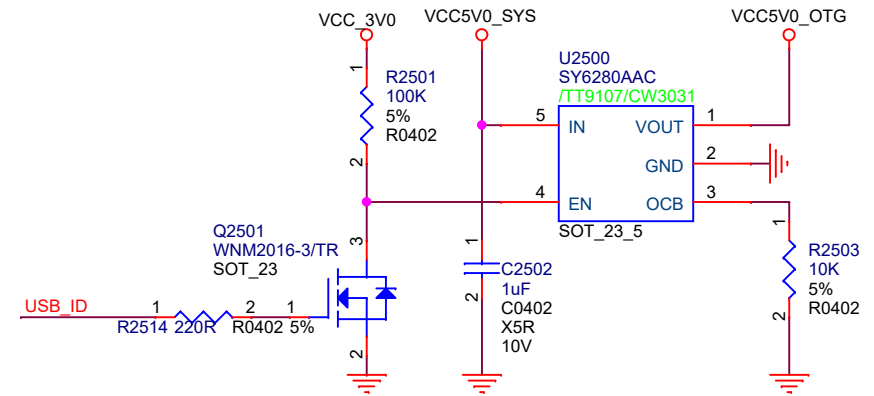 VCC_3V0
VCC5V0_SYS
VCC5V0_OTG
U2500
SY6280AAC
/TT9107/CW3031
1
R2501
100K
5%
R0402
2
5
IN
VOUT
1
GND
2
4
EN
OCB
3
SOT_23_5
Q2501
WNM2016-3/TR
SOT_23
3
1
C2502
1uF
C0402
X5R
10V
2
1
R2503
10K
5%
R0402
2
USB_ID
1
2
1
R2514 220R
R0402 5%
2